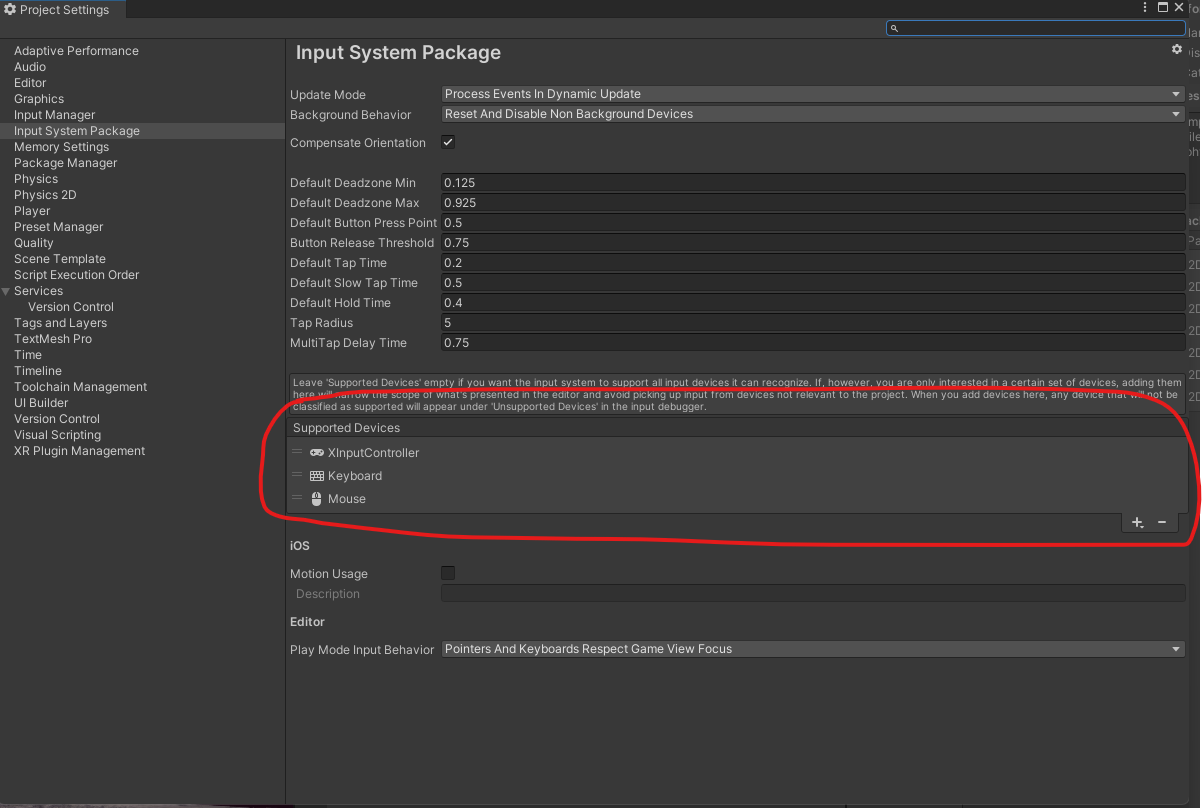 Project Settings
Adaptive Performance
Audio
Editor
Graphics
Input Manager
Input System Package
Memory Settings
Package Manager
Physics
Physics 2D
Player
Preset Manager
Quality
Scene Template
Script Execution Order
Services
Version Control
Tags and Layers
TextMesh Pro
Time
Timeline
Toolchain Management
UI Builder
Version Control
Visual Scripting
XR Plugin Management
Input System Package
Update Mode Process Events In Dynamic Update
Background Behavior Reset And Disable Non Background Devices
Compensate Orientation
Default Deadzone Min 0.125
Default Deadzone Max 0.925
Default Button Press Point 0.5
Button Release Threshold 0.75
Default Tap Time 0.2
Default Slow Tap Time 0.5
Default Hold Time 0.4
Tap Radius 5
MultiTap Delay Time 0.75
Leave 'Supported Devices' empty if you want the input system to support all input devices it can recognize. If, however, you are only interested in a certain set of devices, adding them
here will narrow the scope of what's presented in the editor and avoid picking up input from devices not relevant to the project. When you add devices here, any device that will not be
classified as supported will appear under 'Unsupported Devices' in the input debugger.
Supported Devices
XInputController
Keyboard
Mouse
iOS
Motion Usage
Description
Editor
Play Mode Input Behavior Pointers And Keyboards Respect Game View Focus